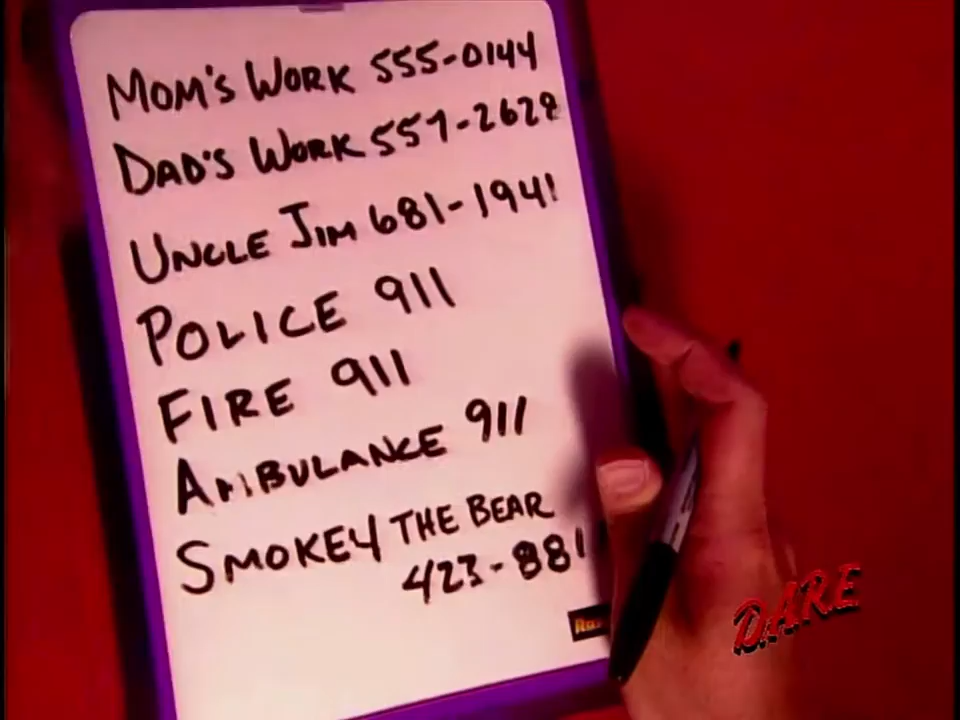 MOM'S WORK 555-0144
DAD'S WORK 557-2628
UNCLE JIM 681-1941
POLICE 911
FIRE 911
AMBULANCE 911
SMOKEY THE BEAR
423-881
DARE